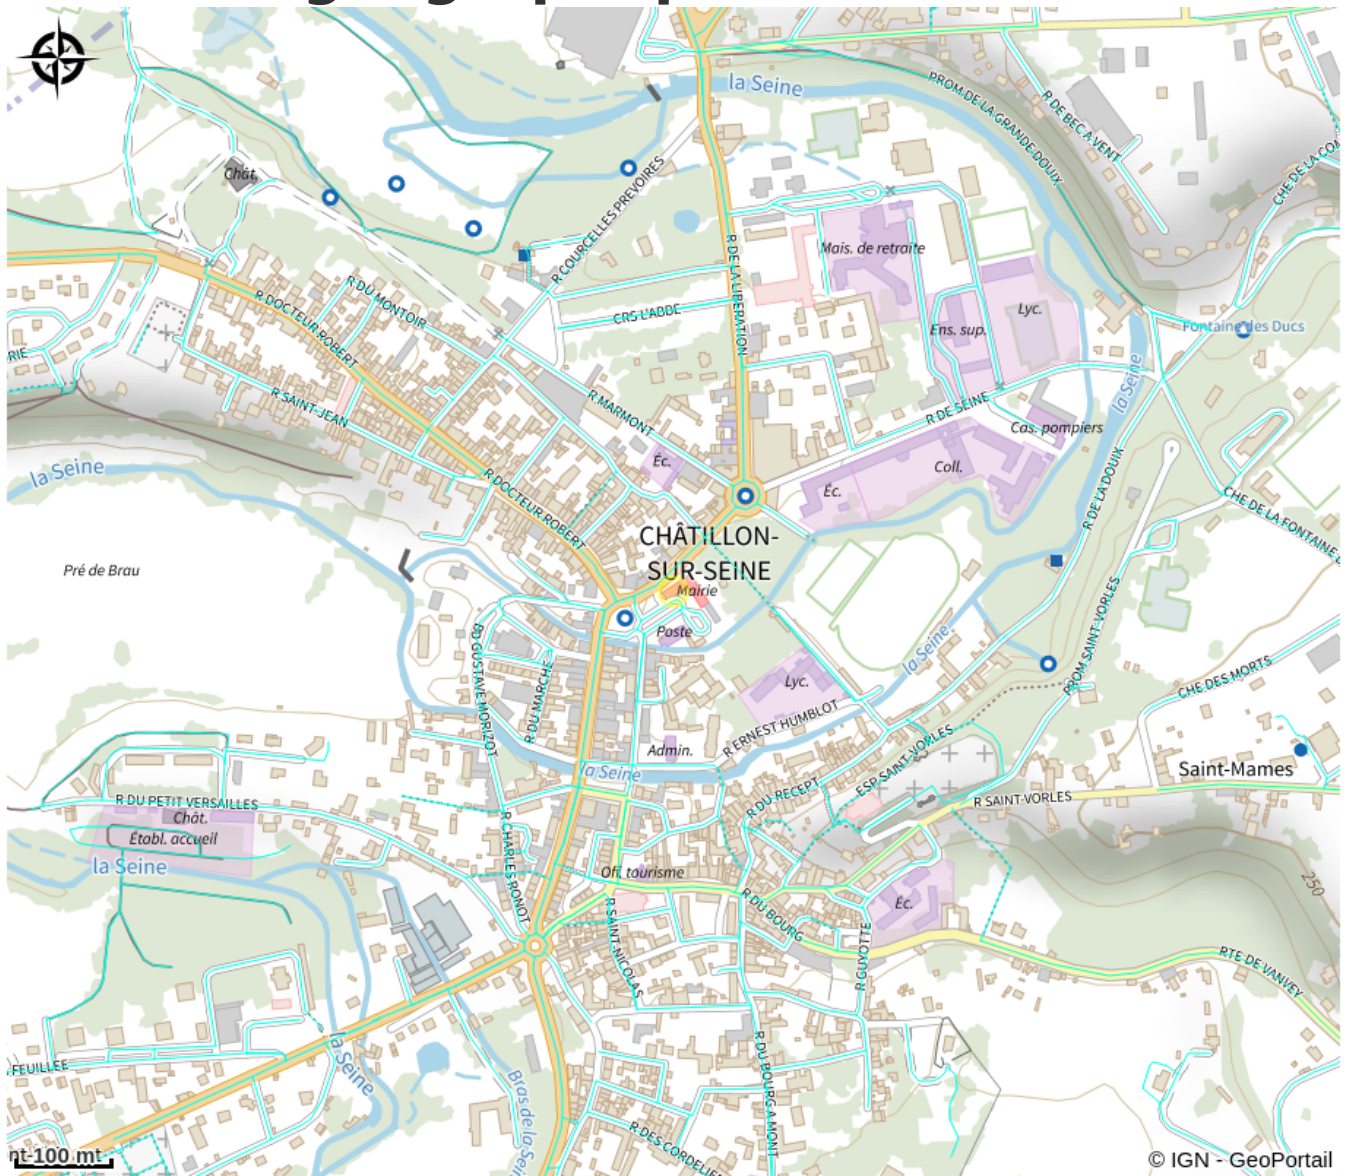 la Seine
PROM DE LA GRANDE DOUIX
R DE BEC A VENT
CHE DE LA
Chât.
R COURCELLES PREVOIRES
R DE LA LIBERATION
Mais. de retraite
R DU MONTOIR
R DOCTEUR ROBERT
CRS L'ABBE
Ens. sup.
Lyc.
Fontaine des Ducs
RIE
R SAINT-JEAN
R MARMONT
R DE SEINE
la Seine
Cas. pompiers
la Seine
Éc.
Coll.
Éc.
R DOCTEUR ROBERT
R DE LA DOUIX
CHE DE LA FONTAINE
CHÂTILLON-
SUR-SEINE
Mairie
Pré de Brau
Poste
la Seine
PROM SAINT-VORLES
R GUSTAVE MORIZOT
R DU MARCHE
Lyc.
CHE DES MORTS
R ERNEST HUMBLOT
Admin.
ESP SAINT-VORLES
la Seine
Saint-Mames
R DU RECEPT
R SAINT-VORLES
R DU PETIT VERSAILLES
Chât.
Établ. accueil
R CHARLES RONOT
la Seine
Off. tourisme
250
R DU BOURG
Éc.
R SAINT-NICOLAS
R GUYOTTE
RTE DE VANVEY
la Seine
FEUILLEE
R DU BOURG A MONT
Bras de la Sei
R DES CORDELIE
100 mt
© IGN - GeoPortail